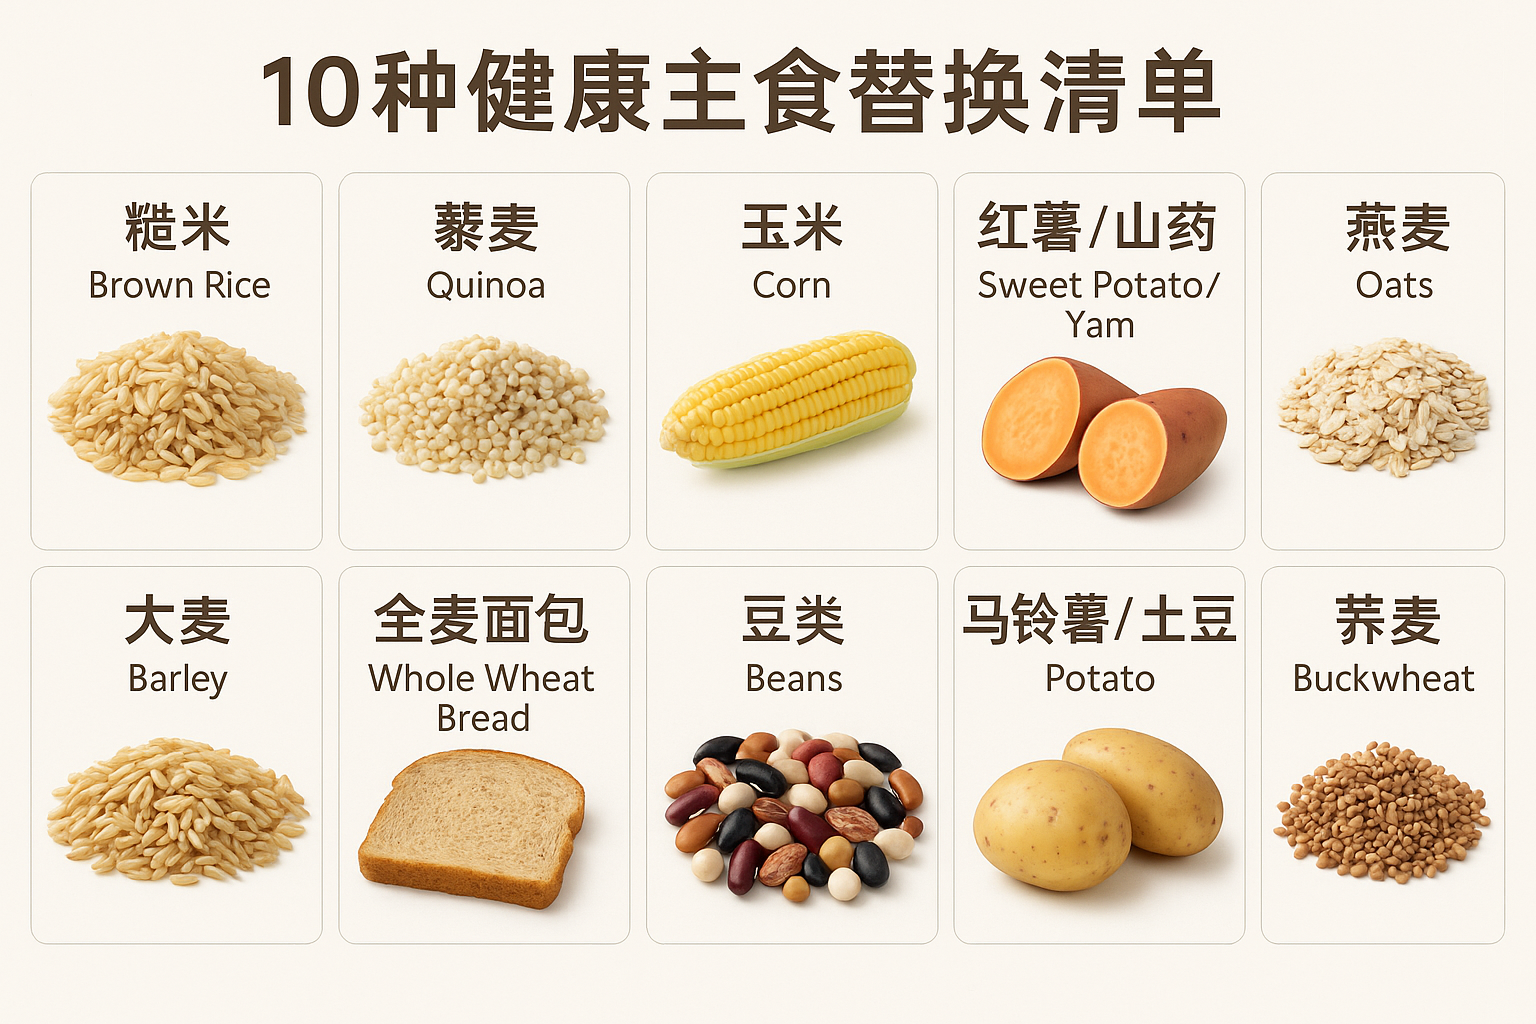 10种健康主食替换清单
糙米
Brown Rice
藜麦
Quinoa
玉米
Corn
红薯/山药
Sweet Potato/
Yam
燕麦
Oats
大麦
Barley
全麦面包
Whole Wheat
Bread
豆类
Beans
马铃薯/土豆
Potato
荞麦
Buckwheat